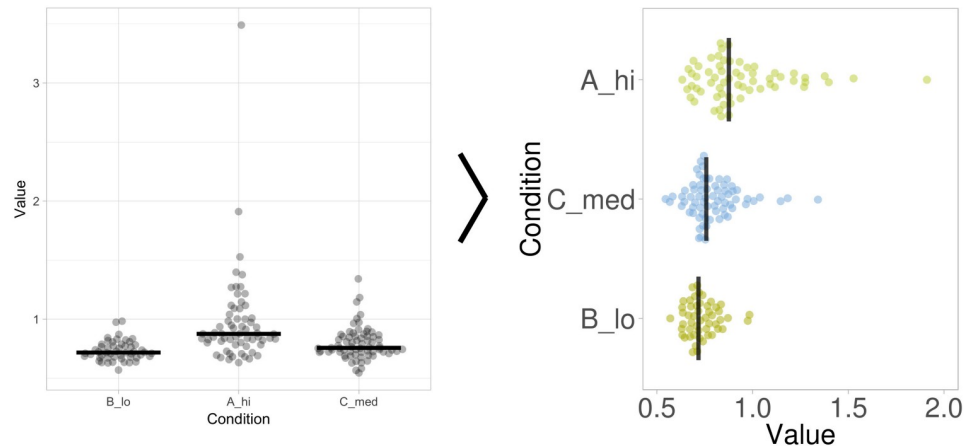 3
2
1
Value
B_lo
A_hi
C_med
Condition
A_hi
C_med
B_lo
Condition
0.5
1.0
1.5
2.0
Value